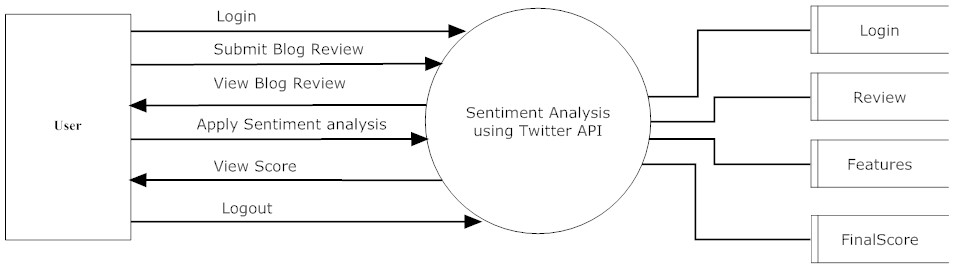 Login
Submit Blog Review
View Blog Review
User
Apply Sentiment analysis
View Score
Logout
Sentiment Analysis
using Twitter API
Login
Review
Features
FinalScore